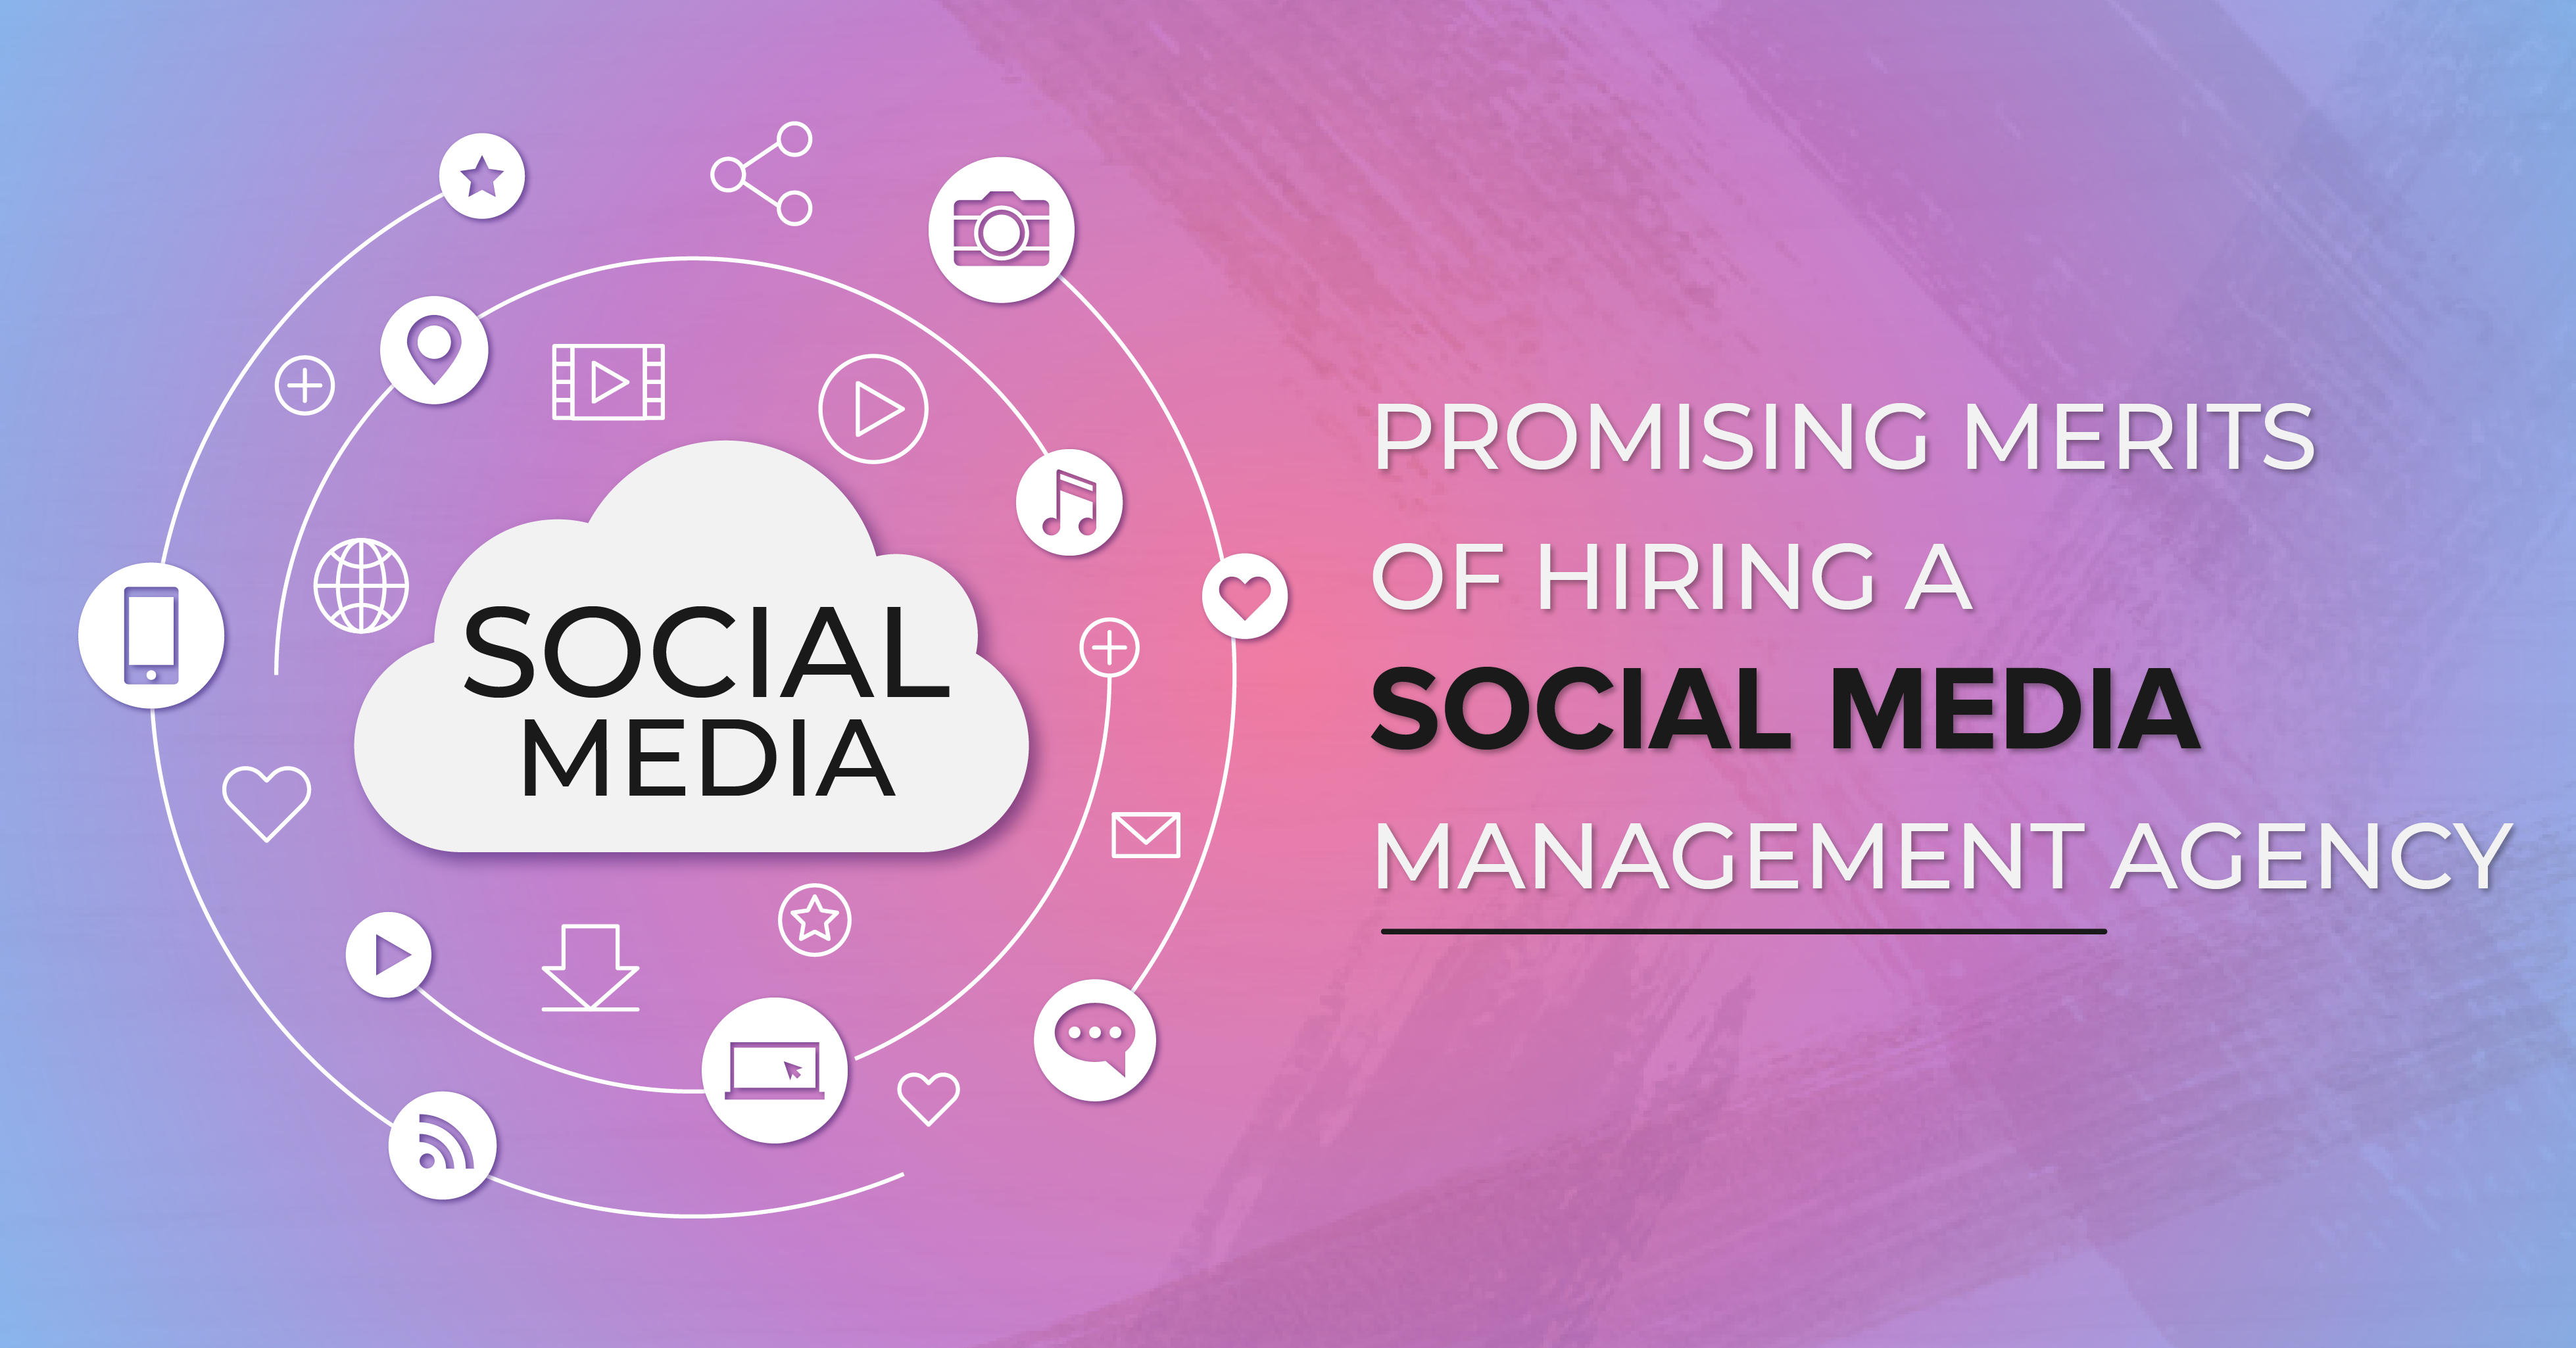 SOCIAL
MEDIA
PROMISING MERITS
OF HIRING A
SOCIAL MEDIA
MANAGEMENT AGENCY